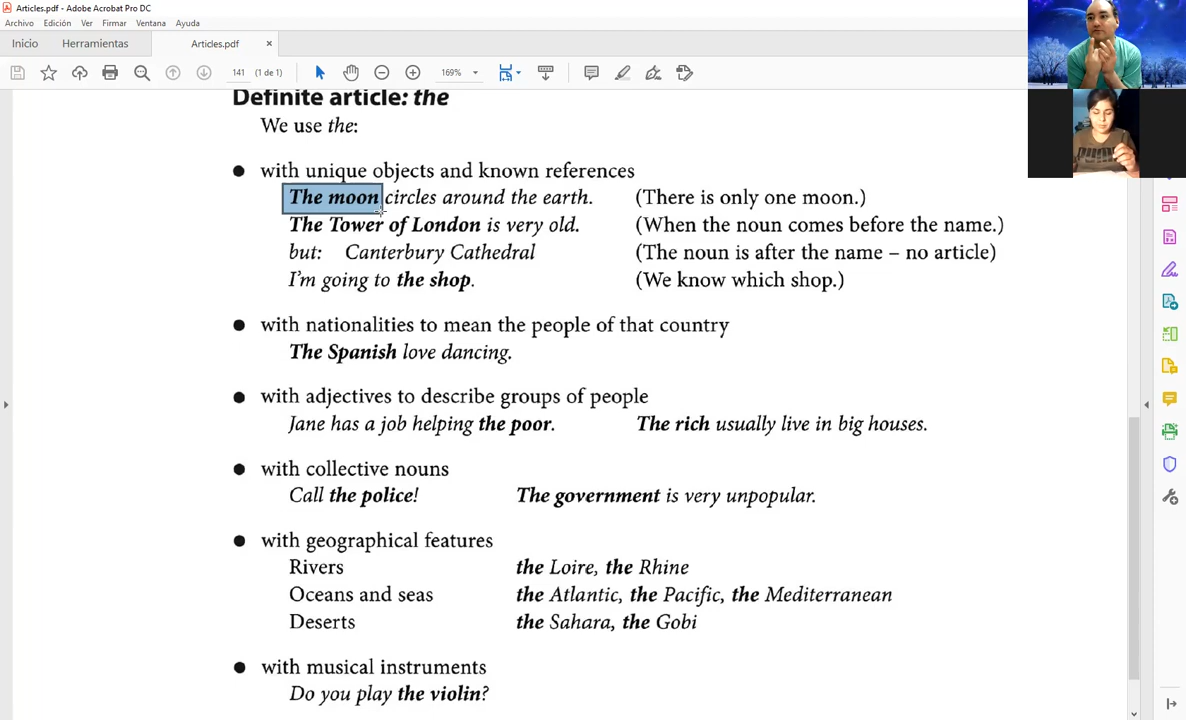 Articles.pdf - Adobe Acrobat Pro DC
Archivo Edición Ver Firmar Ventana Ayuda
Inicio Herramientas Articles.pdf ×
141 (1 de 1) 169%
Definite article: the
We use the:
● with unique objects and known references
The moon circles around the earth. (There is only one moon.)
The Tower of London is very old. (When the noun comes before the name.)
but: Canterbury Cathedral (The noun is after the name – no article)
I'm going to the shop. (We know which shop.)
● with nationalities to mean the people of that country
The Spanish love dancing.
● with adjectives to describe groups of people
Jane has a job helping the poor. The rich usually live in big houses.
● with collective nouns
Call the police! The government is very unpopular.
● with geographical features
Rivers the Loire, the Rhine
Oceans and seas the Atlantic, the Pacific, the Mediterranean
Deserts the Sahara, the Gobi
● with musical instruments
Do you play the violin?